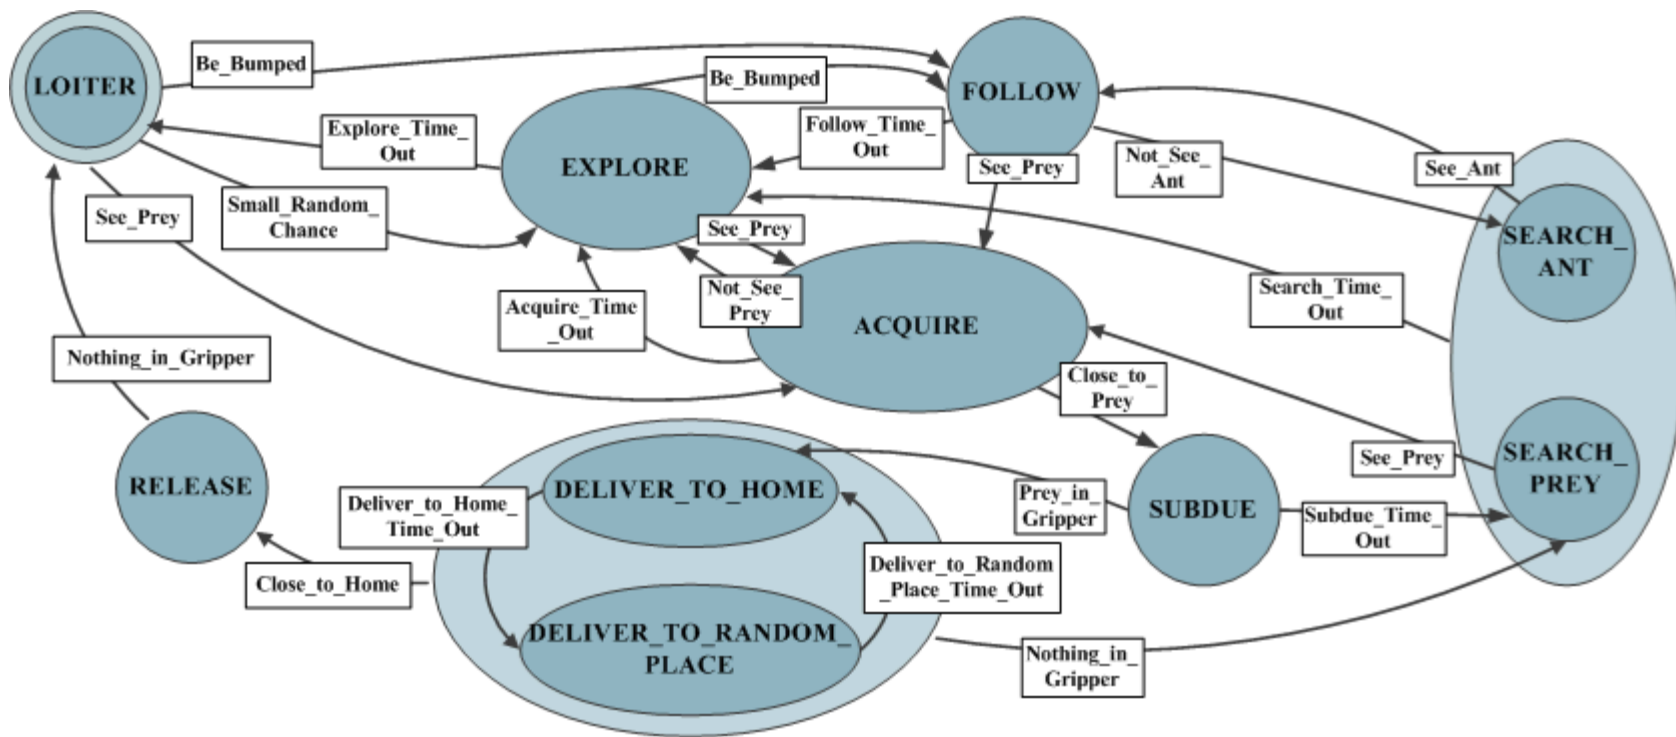 LOITER
Be_Bumped
Be_Bumped
FOLLOW
Explore_Time_
Out
EXPLORE
Follow_Time_
Out
See_Prey
Not_See_
Ant
See_Ant
See_Prey
Small_Random_
Chance
See_Prey
SEARCH_
ANT
Acquire_Time
_Out
Not_See_
Prey
ACQUIRE
Search_Time_
Out
Nothing_in_Gripper
Close_to_
Prey
RELEASE
DELIVER_TO_HOME
Deliver_to_Home_
Time_Out
Prey_in_
Gripper
SUBDUE
Subdue_Time_
Out
See_Prey
SEARCH_
PREY
Close_to_Home
Deliver_to_Random
_Place_Time_Out
DELIVER_TO_RANDOM_
PLACE
Nothing_in_
Gripper